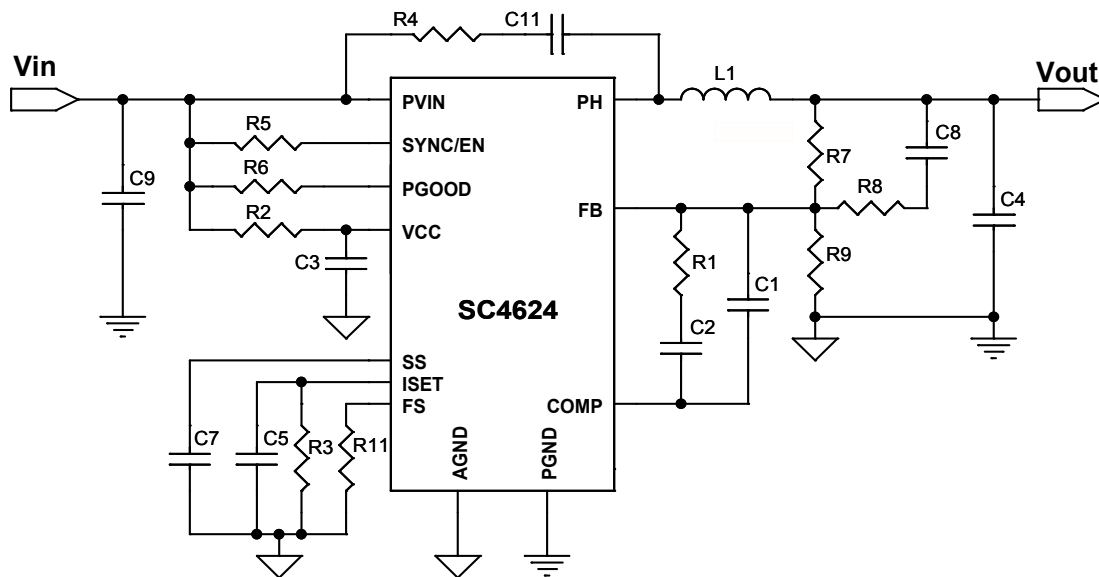 R4
C11
Vin
L1
Vout
PVIN
PH
R5
SYNC/EN
C8
R7
R6
PGOOD
C9
R8
C4
R2
FB
VCC
C3
R1
R9
C1
SC4624
C2
SS
ISET
FS
COMP
C7
C5
R3
R11
AGND
PGND